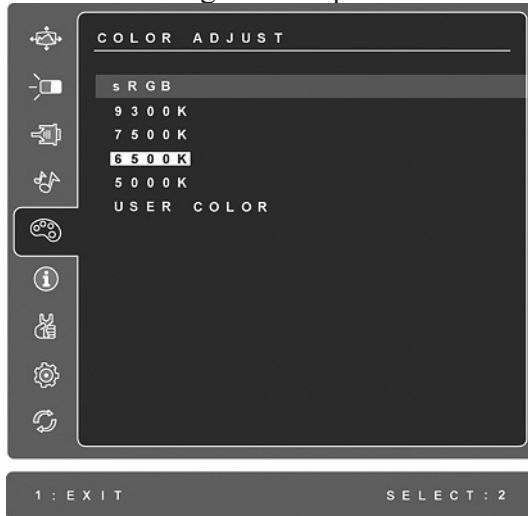 COLOR ADJUST
sRGB
9300K
7500K
6500K
5000K
USER COLOR
1:EXIT
SELECT:2